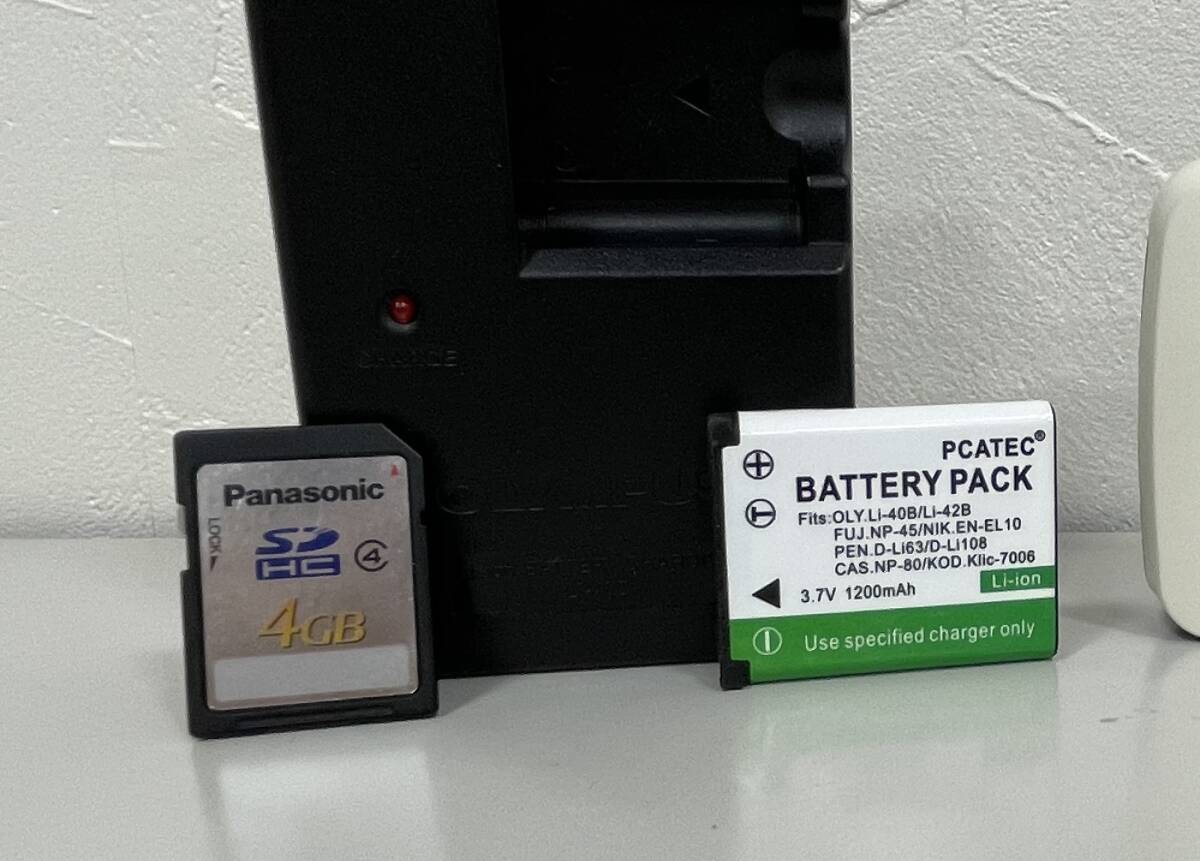 CHARGE
Panasonic
LOCK
SD
HC
4
4GB
OLYMPUS
PCATEC®
BATTERY PACK
Fits:OLY.Li-40B/Li-42B
FUJ.NP-45/NIK.EN-EL10
PEN.D-Li63/D-Li108
CAS.NP-80/KOD.Klic-7006
Li-ion
3.7V 1200mAh
Use specified charger only